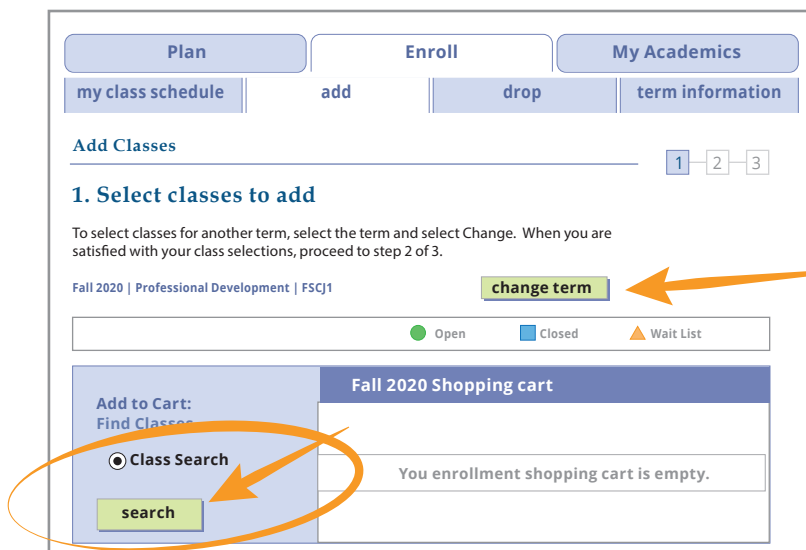 Plan Enroll My Academics
my class schedule add drop term information
Add Classes
1 2 3
1. Select classes to add
To select classes for another term, select the term and select Change. When you are
satisfied with your class selections, proceed to step 2 of 3.
Fall 2020 | Professional Development | FSCJ1 change term
Open Closed Wait List
Fall 2020 Shopping cart
Add to Cart:
Find Classes
Class Search
You enrollment shopping cart is empty.
search